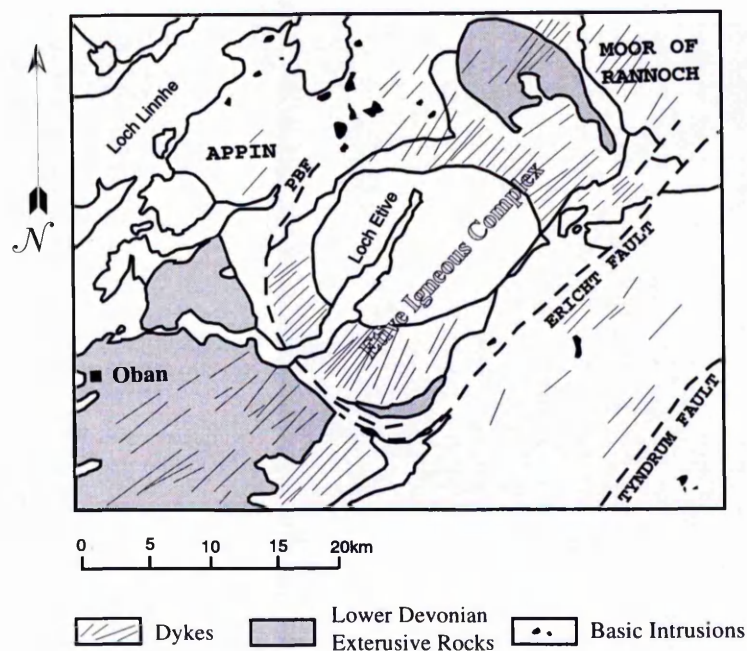 MOOR OF
RANNOCH
Loch Linnhe
APPIN
PBF
Loch Etive
Etive Igneous Complex
ERICHT FAULT
Oban
TYNDRUM FAULT
N
0 5 10 15 20km
Dykes
Lower Devonian
Exterusive Rocks
Basic Intrusions